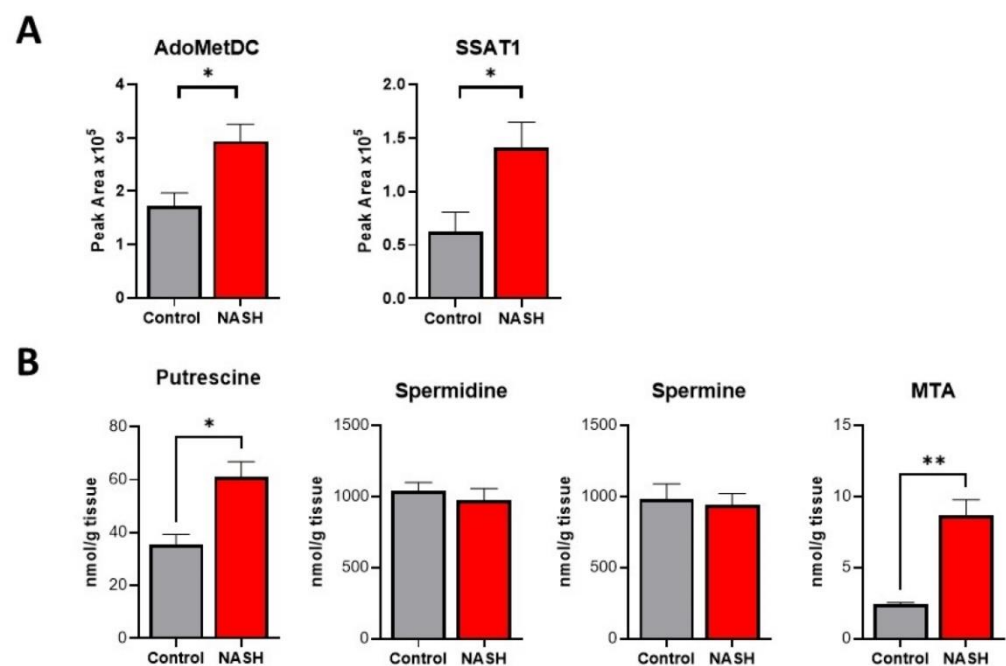 A
AdoMetDC
*
Peak Area x10⁵
4
3
2
1
0
Control NASH
SSAT1
*
Peak Area x10⁵
2.0
1.5
1.0
0.5
0.0
Control NASH
B
Putrescine
*
nmol/g tissue
80
60
40
20
0
Control NASH
Spermidine
nmol/g tissue
1500
1000
500
0
Control NASH
Spermine
nmol/g tissue
1500
1000
500
0
Control NASH
MTA
**
nmol/g tissue
15
10
5
0
Control NASH